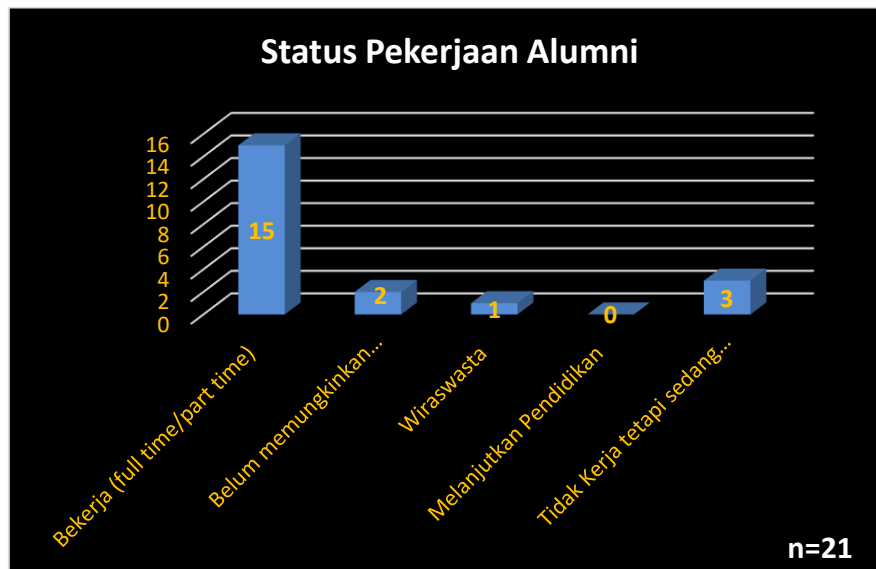 Status Pekerjaan Alumni
16
14
12
10
8
6
4
2
0
15
2
1
0
3
Bekerja (full time/part time)
Belum memungkinkan...
Wiraswasta
Melanjutkan Pendidikan
Tidak Kerja tetapi sedang...
n=21